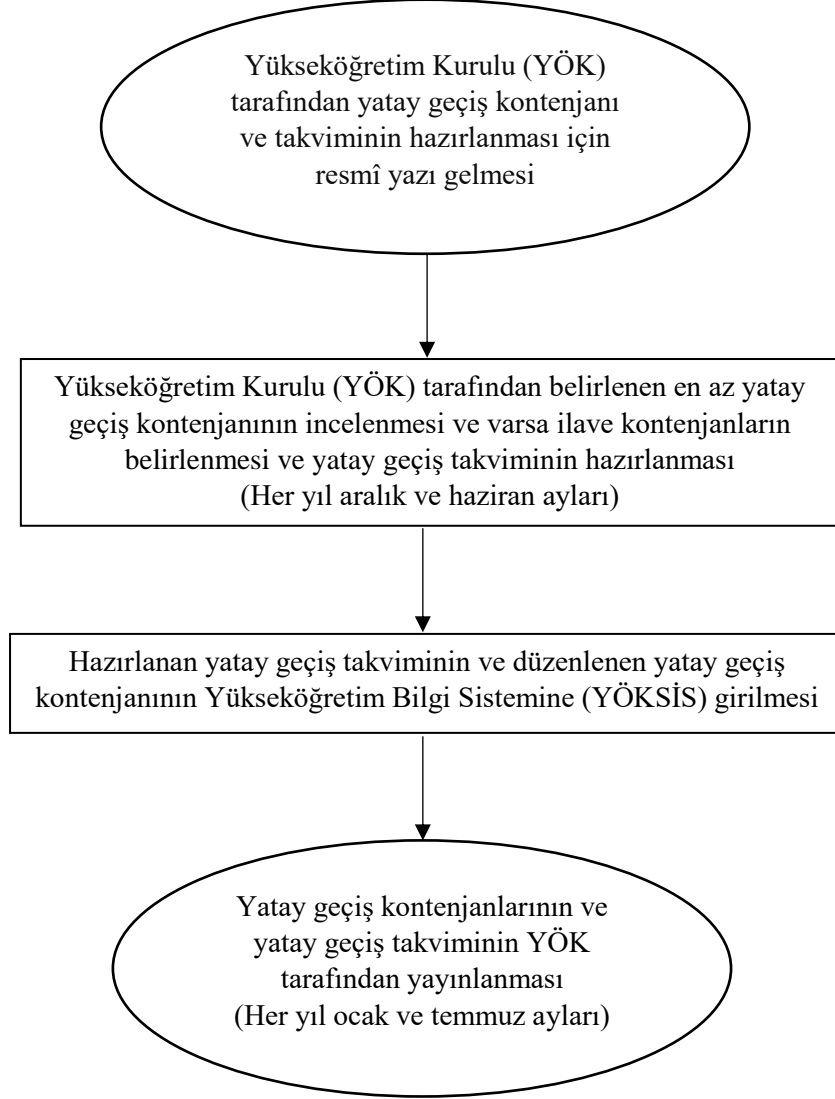 Yükseköğretim Kurulu (YÖK)
tarafından yatay geçiş kontenjanı
ve takviminin hazırlanması için
resmî yazı gelmesi
Yükseköğretim Kurulu (YÖK) tarafından belirlenen en az yatay
geçiş kontenjanının incelenmesi ve varsa ilave kontenjanların
belirlenmesi ve yatay geçiş takviminin hazırlanması
(Her yıl aralık ve haziran ayları)
Hazırlanan yatay geçiş takviminin ve düzenlenen yatay geçiş
kontenjanının Yükseköğretim Bilgi Sistemine (YÖKSİS) girilmesi
Yatay geçiş kontenjanlarının ve
yatay geçiş takviminin YÖK
tarafından yayınlanması
(Her yıl ocak ve temmuz ayları)